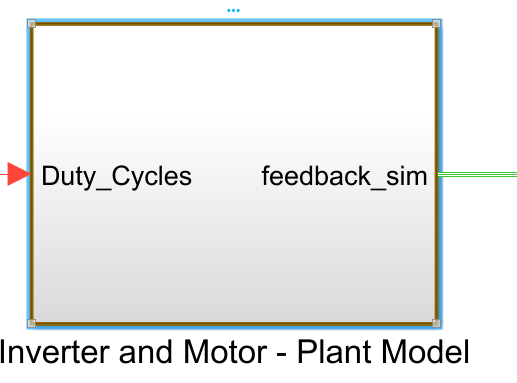 Duty_Cycles feedback_sim
Inverter and Motor - Plant Model